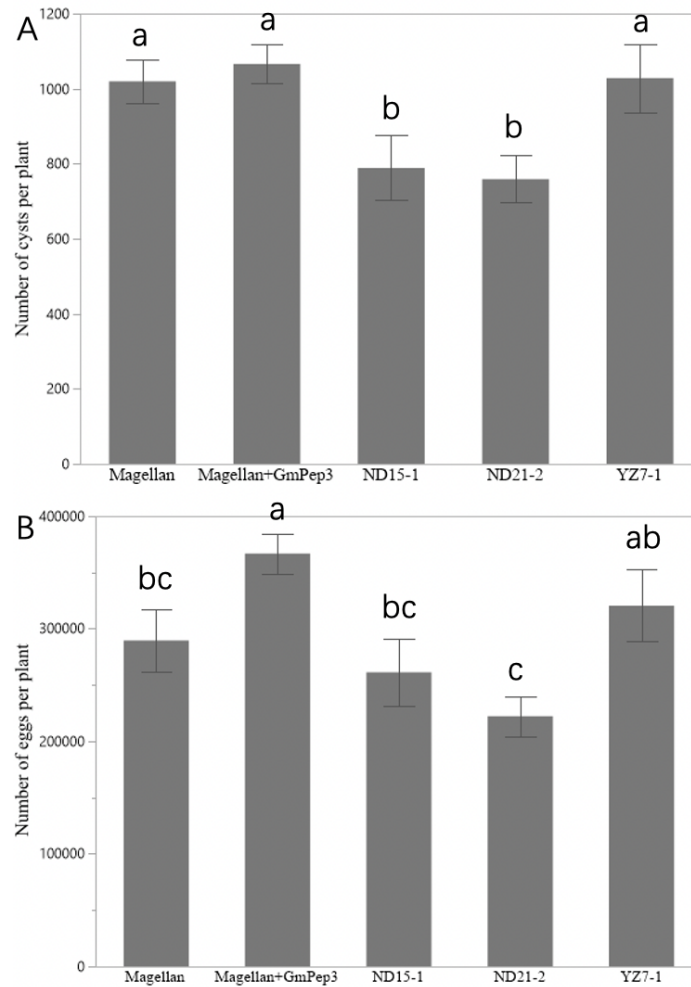 A
1200
1000
800
600
400
200
0
Number of cysts per plant
a
a
b
b
a
Magellan
Magellan+GmPep3
ND15-1
ND21-2
YZ7-1
B
400000
300000
200000
100000
0
Number of eggs per plant
bc
a
bc
c
ab
Magellan
Magellan+GmPep3
ND15-1
ND21-2
YZ7-1